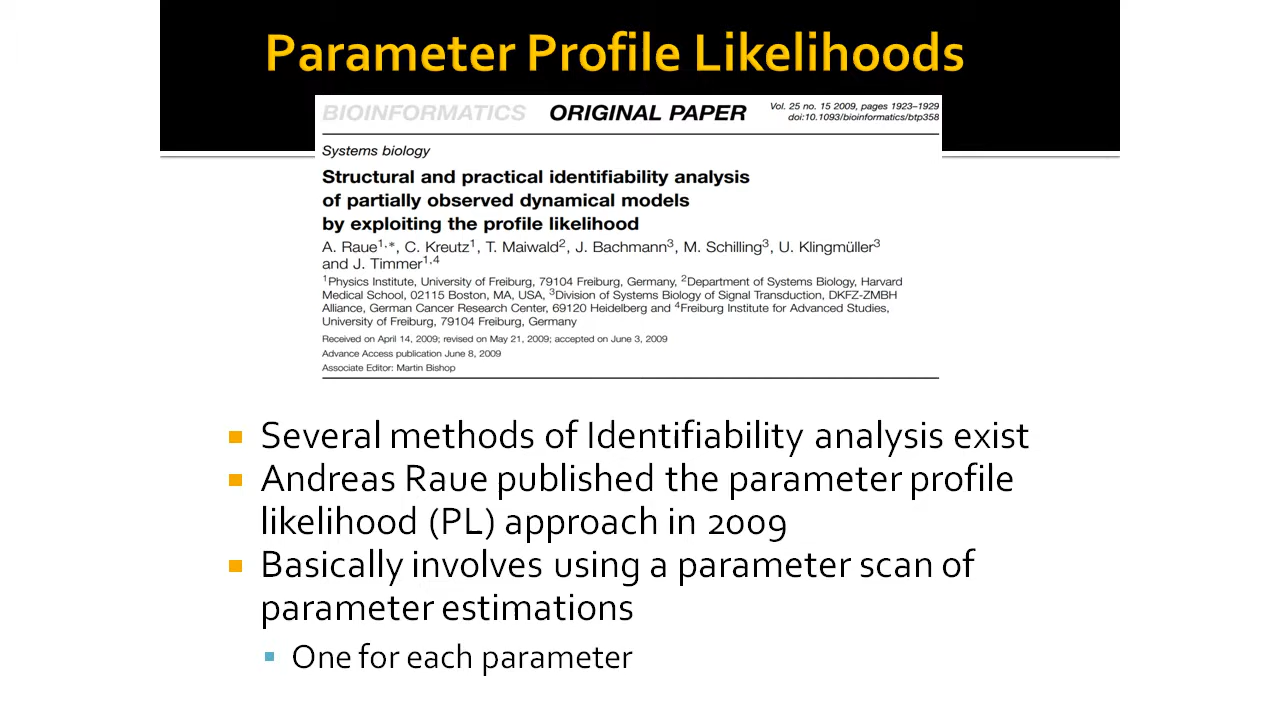 Parameter Profile Likelihoods
BIOINFORMATICS ORIGINAL PAPER
Vol. 25 no. 15 2009, pages 1923–1929
doi:10.1093/bioinformatics/btp358
Systems biology
Structural and practical identifiability analysis
of partially observed dynamical models
by exploiting the profile likelihood
A. Raue1,*, C. Kreutz1, T. Maiwald2, J. Bachmann3, M. Schilling3, U. Klingmüller3
and J. Timmer1,4
1Physics Institute, University of Freiburg, 79104 Freiburg, Germany, 2Department of Systems Biology, Harvard
Medical School, 02115 Boston, MA, USA, 3Division of Systems Biology of Signal Transduction, DKFZ-ZMBH
Alliance, German Cancer Research Center, 69120 Heidelberg and 4Freiburg Institute for Advanced Studies,
University of Freiburg, 79104 Freiburg, Germany
Received on April 14, 2009; revised on May 21, 2009; accepted on June 3, 2009
Advance Access publication June 8, 2009
Associate Editor: Martin Bishop
Several methods of Identifiability analysis exist
Andreas Raue published the parameter profile
likelihood (PL) approach in 2009
Basically involves using a parameter scan of
parameter estimations
One for each parameter